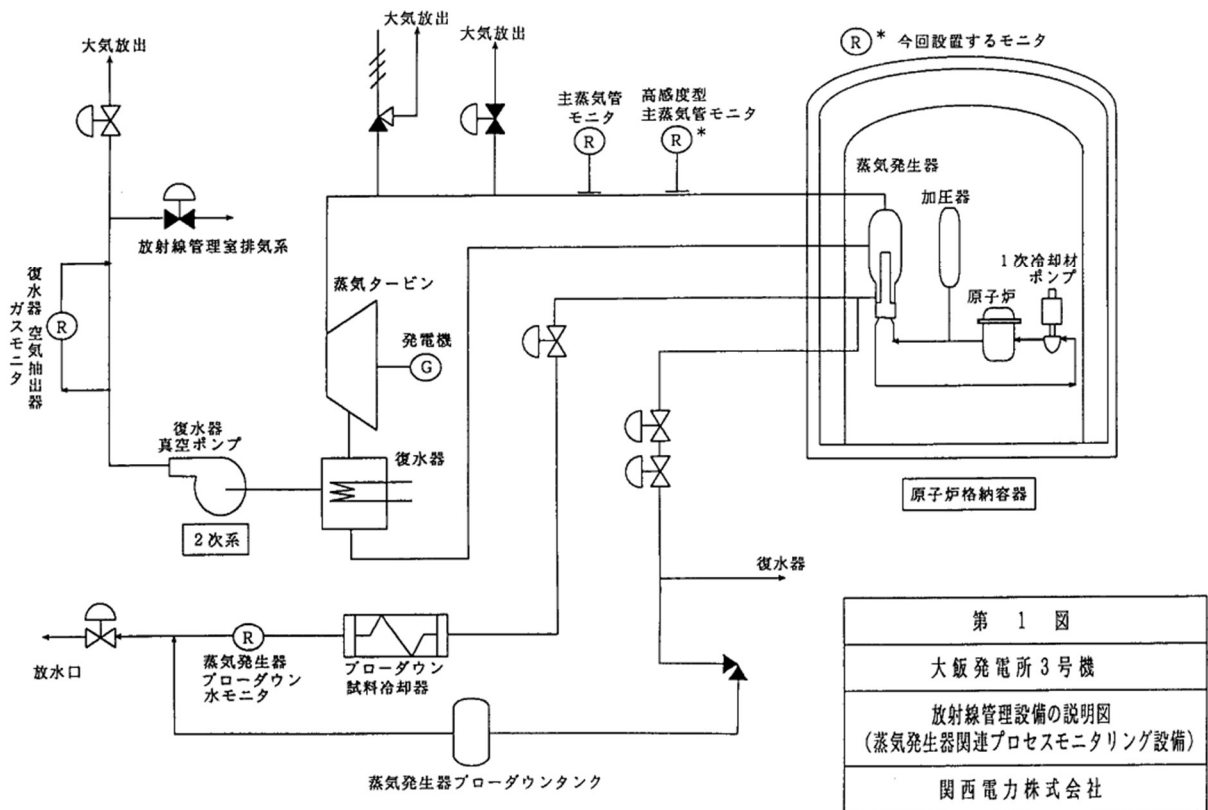 大気放出
大気放出
大気放出
R * 今回設置するモニタ
主蒸気管
モニタ
R
高感度型
主蒸気管モニタ
R *
放射線管理室排気系
復水器 空気抽出器
ガスモニタ
R
蒸気タービン
発電機
G
蒸気発生器
加圧器
1次冷却材
ポンプ
原子炉
復水器
真空ポンプ
復水器
2次系
原子炉格納容器
復水器
放水口
R
蒸気発生器
ブローダウン
水モニタ
ブローダウン
試料冷却器
蒸気発生器ブローダウンタンク
第 1 図
大飯発電所3号機
放射線管理設備の説明図
(蒸気発生器関連プロセスモニタリング設備)
関西電力株式会社